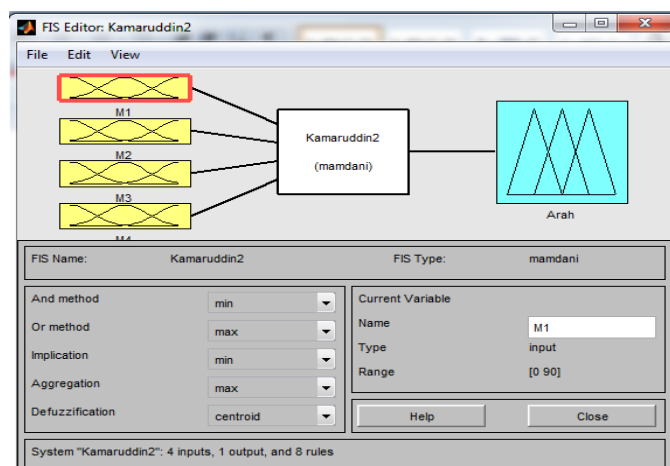 FIS Editor: Kamaruddin2
File Edit View
M1
M2
M3
M4
Kamaruddin2
(mamdani)
Arah
FIS Name: Kamaruddin2 FIS Type: mamdani
And method min
Or method max
Implication min
Aggregation max
Defuzzification centroid
Current Variable
Name M1
Type input
Range [0 90]
Help Close
System "Kamaruddin2": 4 inputs, 1 output, and 8 rules